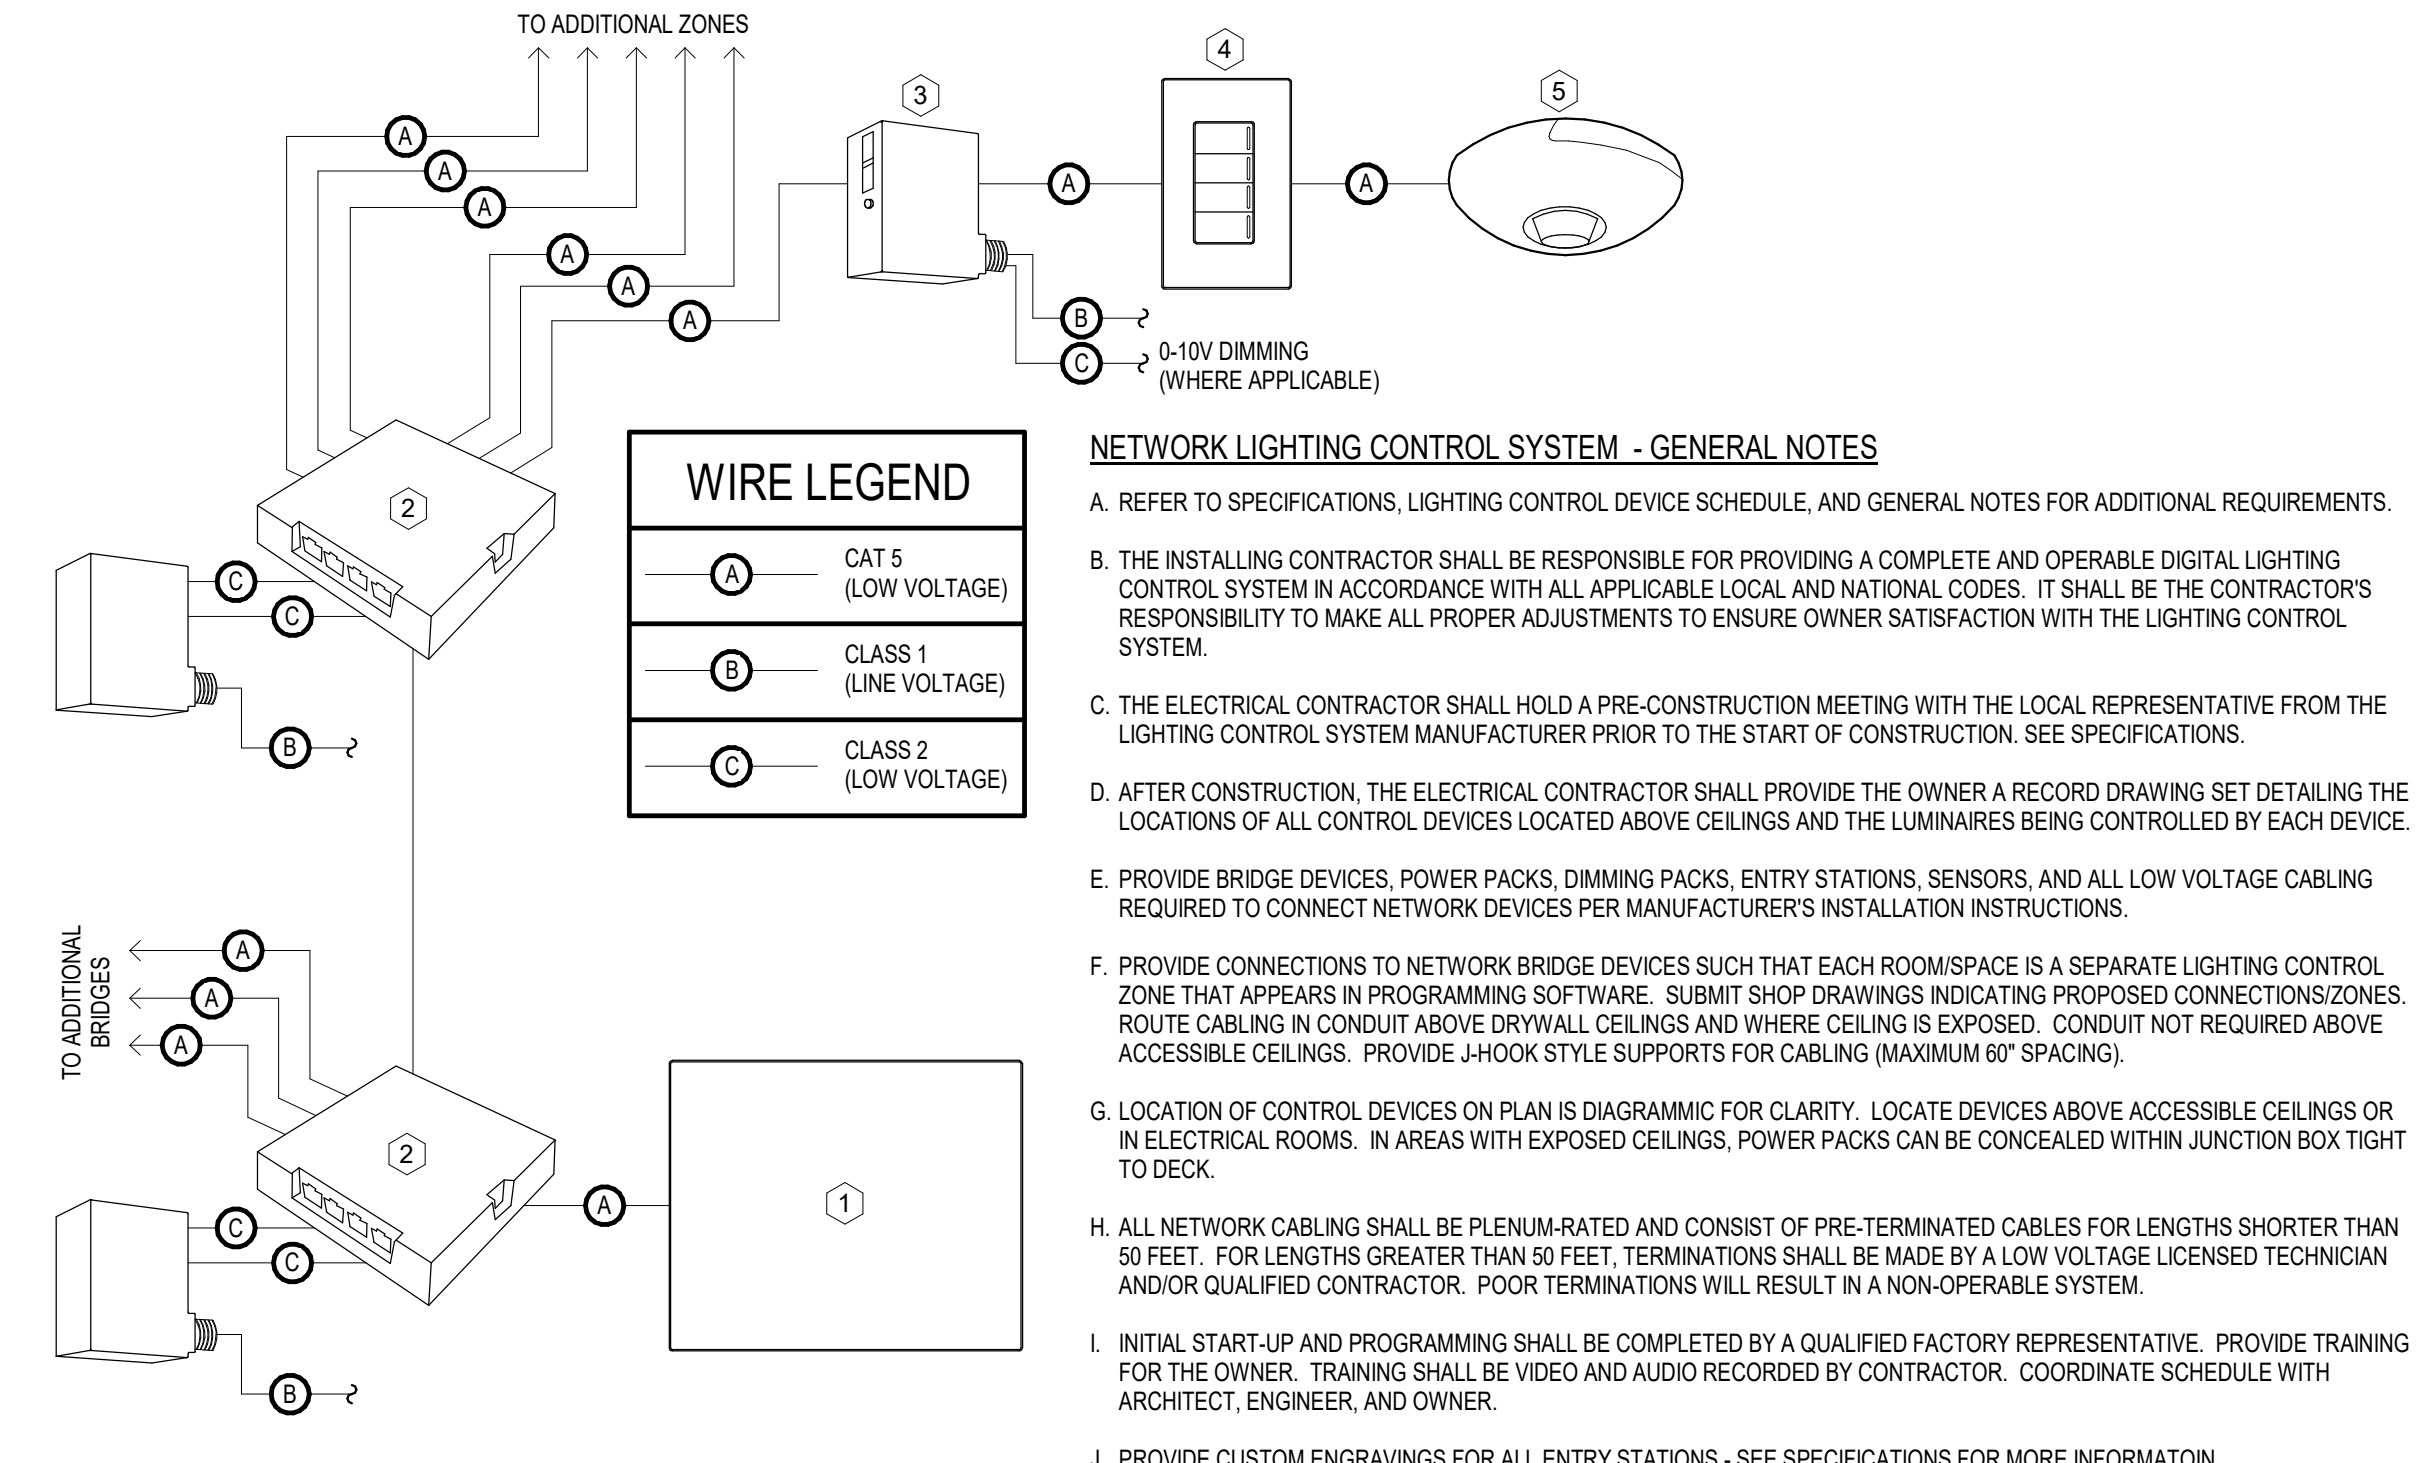 TO ADDITIONAL ZONES
4
5
3
A
A
A
A
A
A
A
A
B
C
0-10V DIMMING
(WHERE APPLICABLE)
2
C
C
B
WIRE LEGEND
A
CAT 5
(LOW VOLTAGE)
B
CLASS 1
(LINE VOLTAGE)
C
CLASS 2
(LOW VOLTAGE)
TO ADDITIONAL
BRIDGES
A
A
A
2
C
C
B
A
1
NETWORK LIGHTING CONTROL SYSTEM - GENERAL NOTES
A. REFER TO SPECIFICATIONS, LIGHTING CONTROL DEVICE SCHEDULE, AND GENERAL NOTES FOR ADDITIONAL REQUIREMENTS.
B. THE INSTALLING CONTRACTOR SHALL BE RESPONSIBLE FOR PROVIDING A COMPLETE AND OPERABLE DIGITAL LIGHTING
CONTROL SYSTEM IN ACCORDANCE WITH ALL APPLICABLE LOCAL AND NATIONAL CODES. IT SHALL BE THE CONTRACTOR'S
RESPONSIBILITY TO MAKE ALL PROPER ADJUSTMENTS TO ENSURE OWNER SATISFACTION WITH THE LIGHTING CONTROL
SYSTEM.
C. THE ELECTRICAL CONTRACTOR SHALL HOLD A PRE-CONSTRUCTION MEETING WITH THE LOCAL REPRESENTATIVE FROM THE
LIGHTING CONTROL SYSTEM MANUFACTURER PRIOR TO THE START OF CONSTRUCTION. SEE SPECIFICATIONS.
D. AFTER CONSTRUCTION, THE ELECTRICAL CONTRACTOR SHALL PROVIDE THE OWNER A RECORD DRAWING SET DETAILING THE
LOCATIONS OF ALL CONTROL DEVICES LOCATED ABOVE CEILINGS AND THE LUMINAIRES BEING CONTROLLED BY EACH DEVICE.
E. PROVIDE BRIDGE DEVICES, POWER PACKS, DIMMING PACKS, ENTRY STATIONS, SENSORS, AND ALL LOW VOLTAGE CABLING
REQUIRED TO CONNECT NETWORK DEVICES PER MANUFACTURER'S INSTALLATION INSTRUCTIONS.
F. PROVIDE CONNECTIONS TO NETWORK BRIDGE DEVICES SUCH THAT EACH ROOM/SPACE IS A SEPARATE LIGHTING CONTROL
ZONE THAT APPEARS IN PROGRAMMING SOFTWARE. SUBMIT SHOP DRAWINGS INDICATING PROPOSED CONNECTIONS/ZONES.
ROUTE CABLING IN CONDUIT ABOVE DRYWALL CEILINGS AND WHERE CEILING IS EXPOSED. CONDUIT NOT REQUIRED ABOVE
ACCESSIBLE CEILINGS. PROVIDE J-HOOK STYLE SUPPORTS FOR CABLING (MAXIMUM 60" SPACING).
G. LOCATION OF CONTROL DEVICES ON PLAN IS DIAGRAMMIC FOR CLARITY. LOCATE DEVICES ABOVE ACCESSIBLE CEILINGS OR
IN ELECTRICAL ROOMS. IN AREAS WITH EXPOSED CEILINGS, POWER PACKS CAN BE CONCEALED WITHIN JUNCTION BOX TIGHT
TO DECK.
H. ALL NETWORK CABLING SHALL BE PLENUM-RATED AND CONSIST OF PRE-TERMINATED CABLES FOR LENGTHS SHORTER THAN
50 FEET. FOR LENGTHS GREATER THAN 50 FEET, TERMINATIONS SHALL BE MADE BY A LOW VOLTAGE LICENSED TECHNICIAN
AND/OR QUALIFIED CONTRACTOR. POOR TERMINATIONS WILL RESULT IN A NON-OPERABLE SYSTEM.
I. INITIAL START-UP AND PROGRAMMING SHALL BE COMPLETED BY A QUALIFIED FACTORY REPRESENTATIVE. PROVIDE TRAINING
FOR THE OWNER. TRAINING SHALL BE VIDEO AND AUDIO RECORDED BY CONTRACTOR. COORDINATE SCHEDULE WITH
ARCHITECT, ENGINEER, AND OWNER.
J. PROVIDE CUSTOM ENGRAVINGS FOR ALL ENTRY STATIONS - SEE SPECIFICATIONS FOR MORE INFORMATOIN